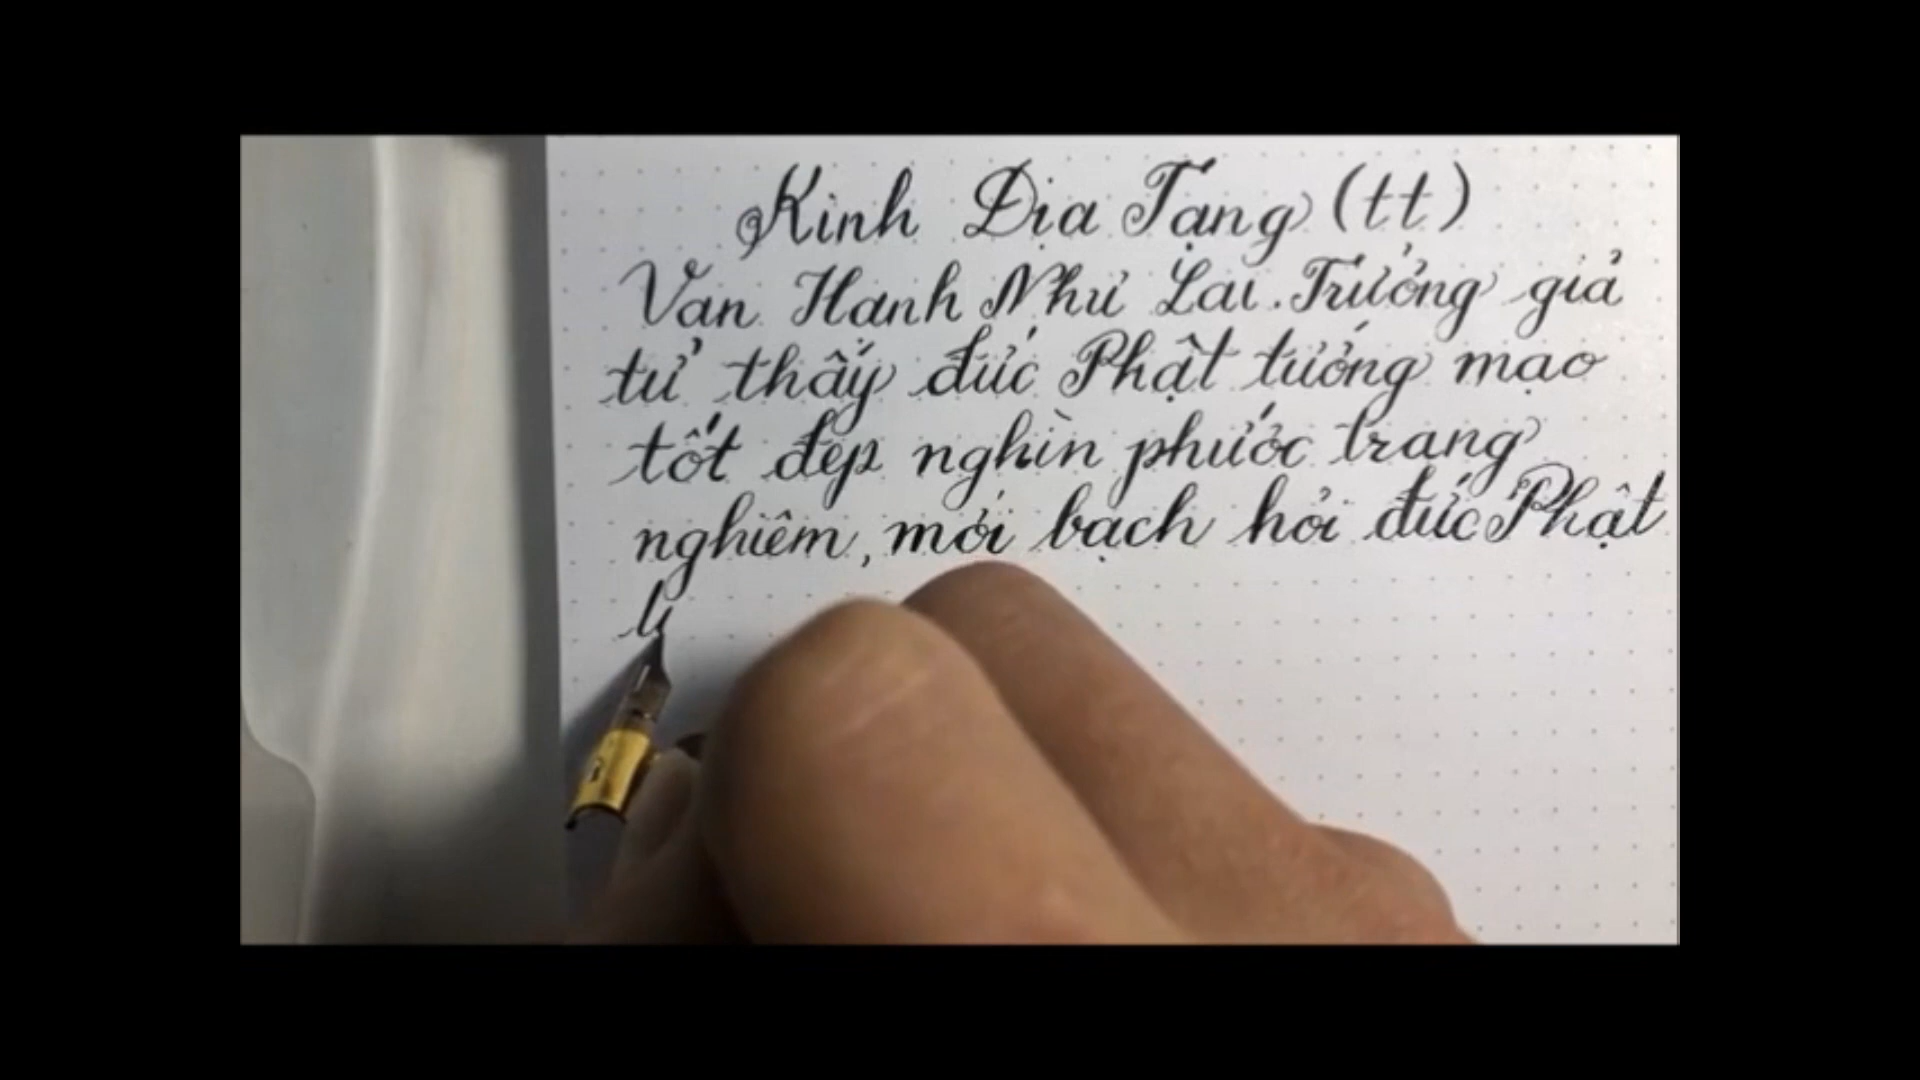 Kinh Địa Tạng (tt)
Vạn Hạnh Như Lai. Trưởng giả
tử thấy đức Phật tướng mạo
tốt đẹp nghìn phước trang
nghiêm, mới bạch hỏi đức Phật